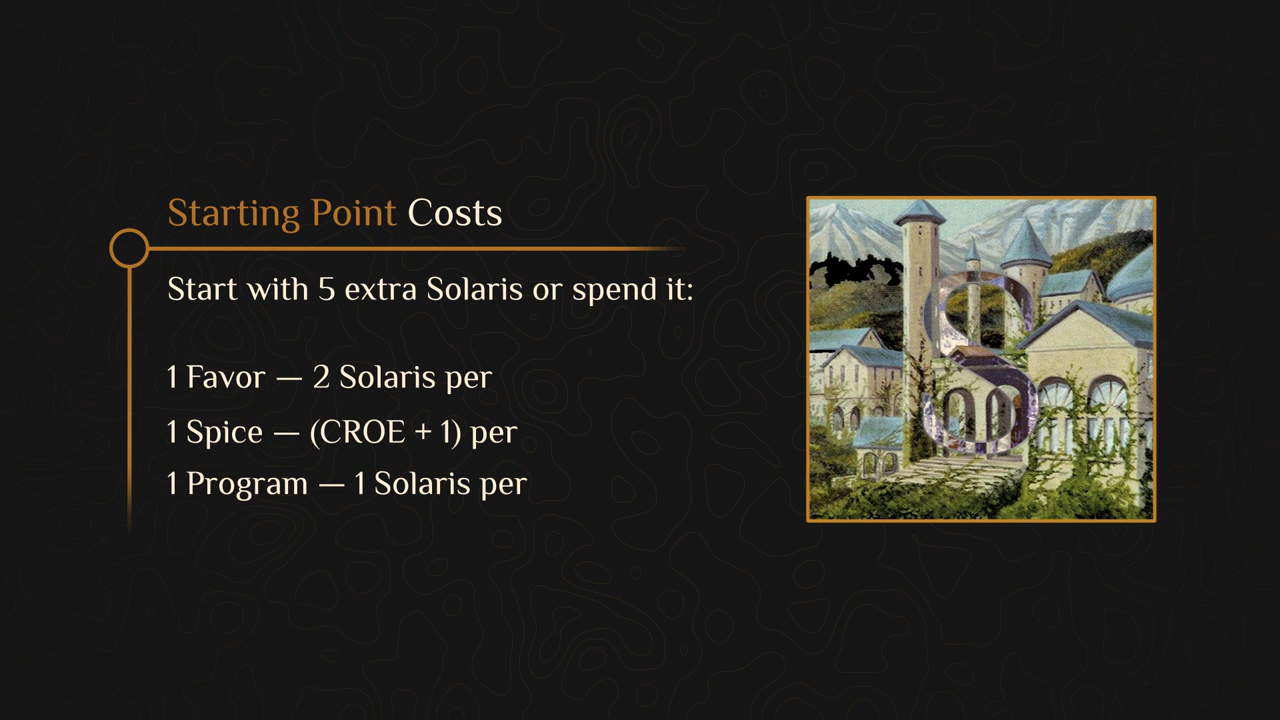 Starting Point Costs
Start with 5 extra Solaris or spend it:
1 Favor — 2 Solaris per
1 Spice — (CROE + 1) per
1 Program — 1 Solaris per